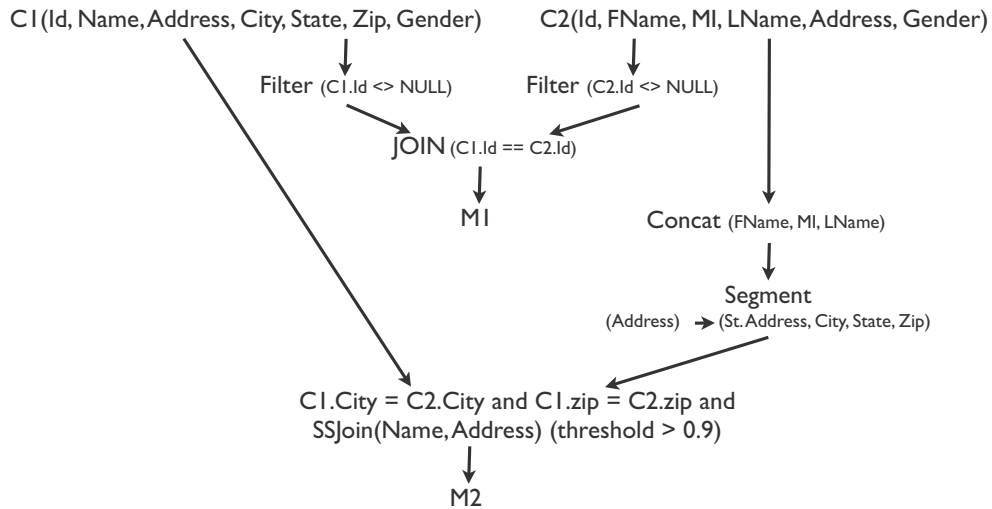 C1(Id, Name, Address, City, State, Zip, Gender)
C2(Id, FName, MI, LName, Address, Gender)
Filter (C1.Id <> NULL)
Filter (C2.Id <> NULL)
JOIN (C1.Id == C2.Id)
M1
Concat (FName, MI, LName)
Segment
(Address) (St. Address, City, State, Zip)
C1.City = C2.City and C1.zip = C2.zip and
SSJoin(Name, Address) (threshold > 0.9)
M2